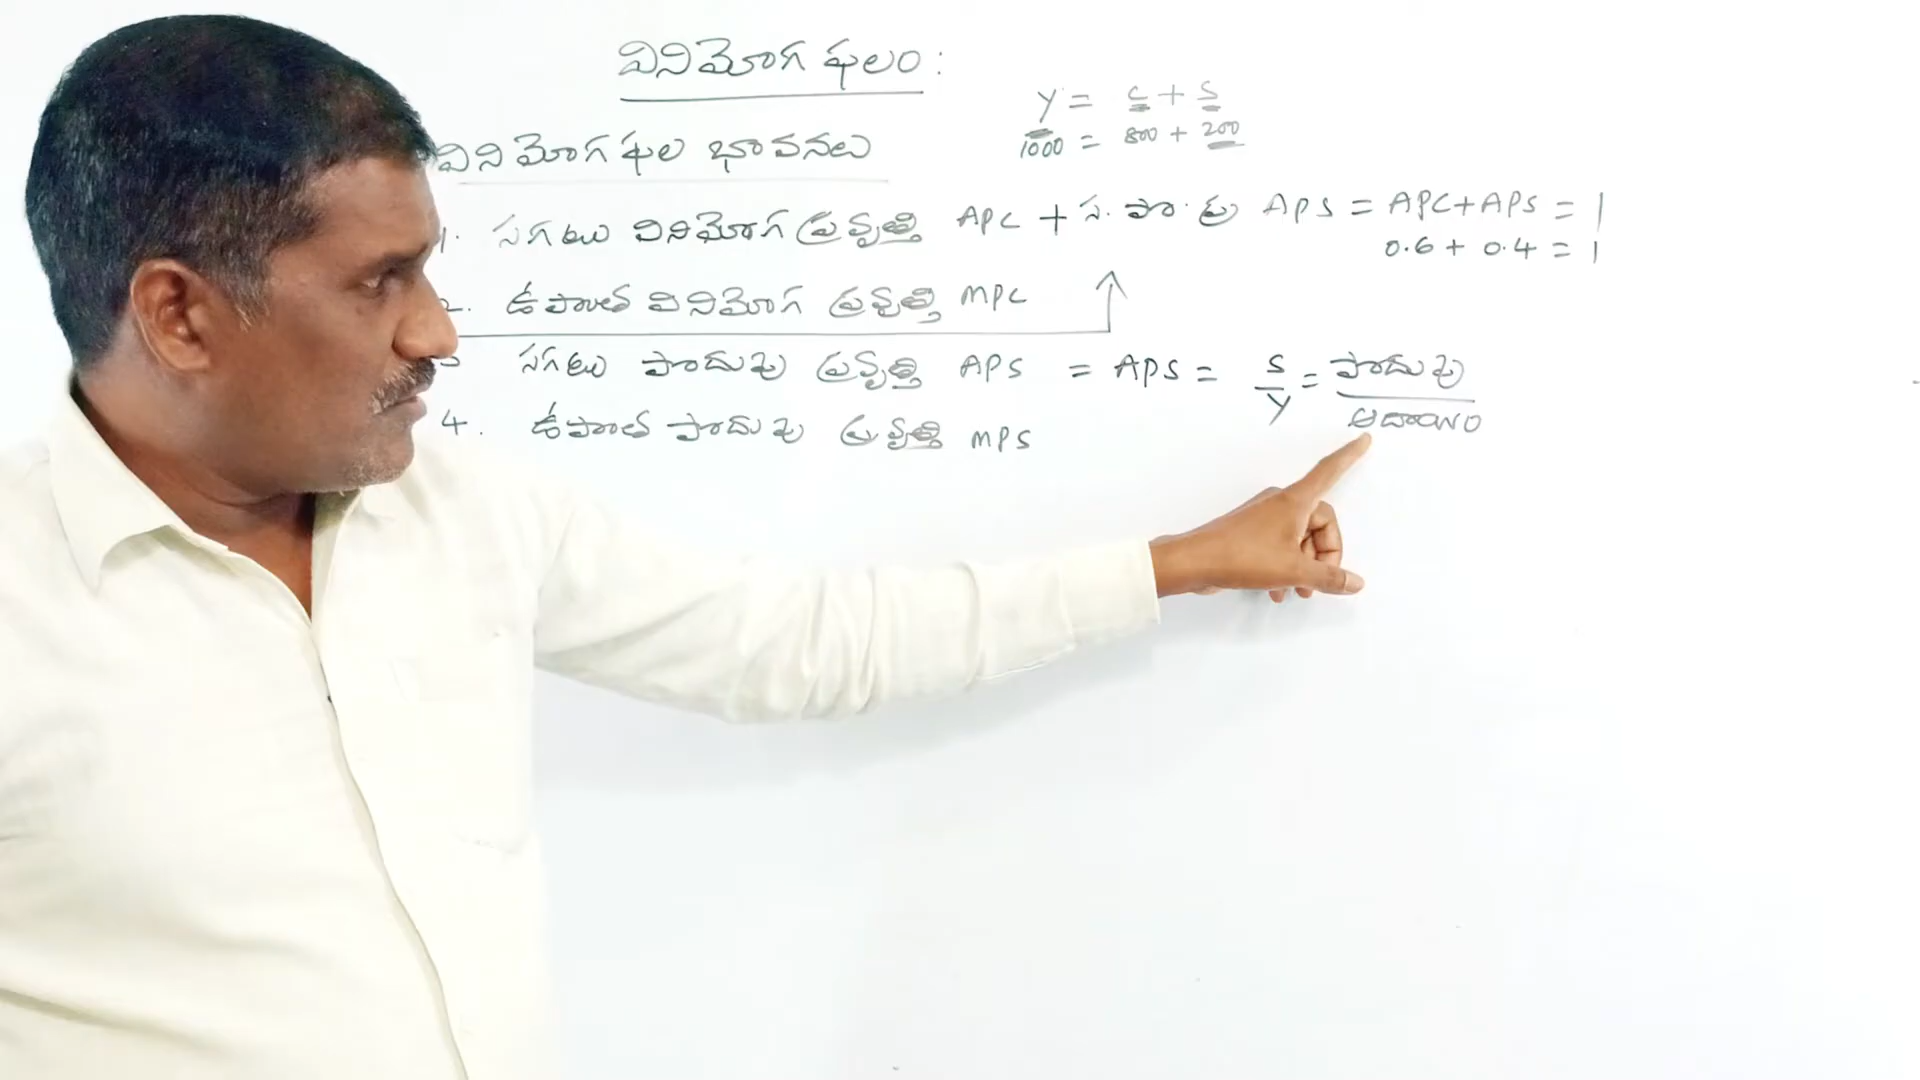 వినిమోగ ఫలం :
y = c + s
1000 = 800 + 200
వినిమోగ ఫల భావనలు
1. సగటు వినిమోగ ప్రవృత్తి APC + స. పొ. ప్ర APS = APC+APS = 1
0.6 + 0.4 = 1
2. ఉపాంత వినిమోగ ప్రవృత్తి MPC
3 సగటు పొదుపు ప్రవృత్తి APS = APS = S/Y = పొదుపు/ఆదాయం
4. ఉపాంత పొదుపు ప్రవృత్తి MPS